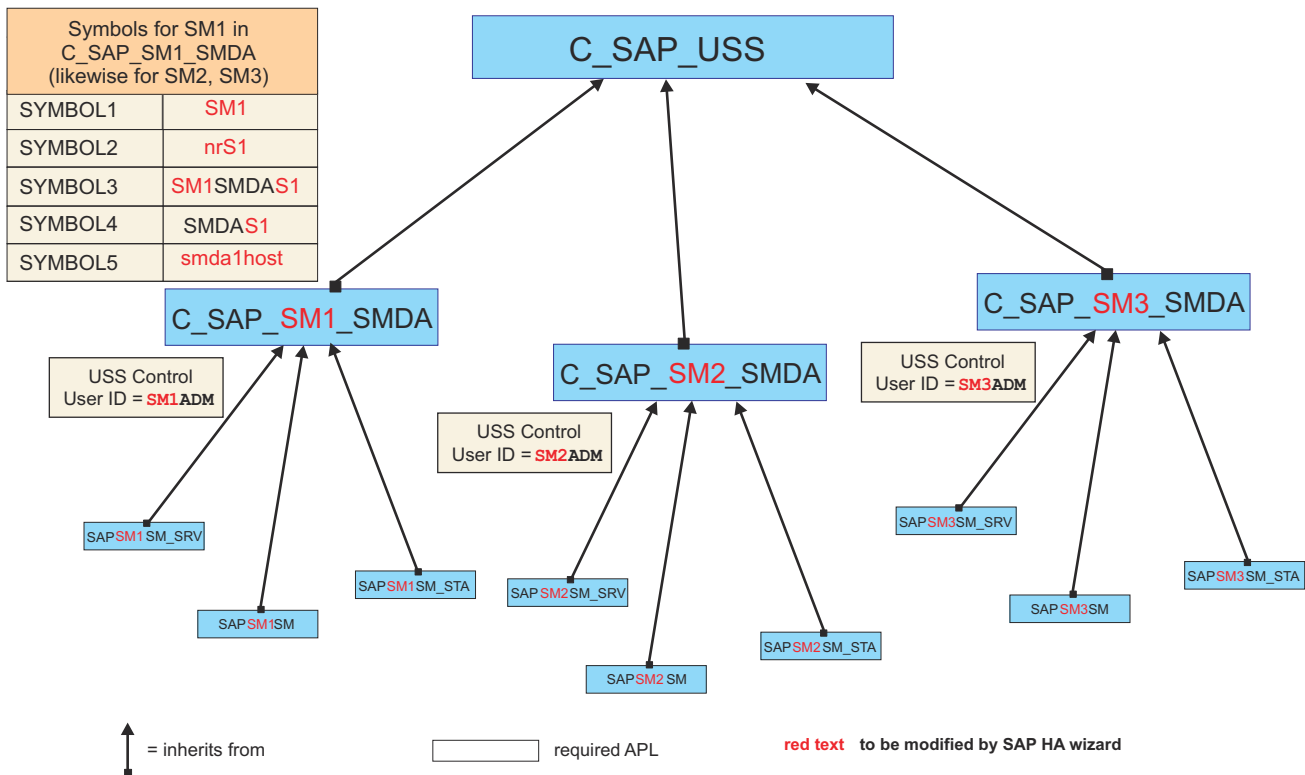 Symbols for SM1 in
C_SAP_SM1_SMDA
(likewise for SM2, SM3)
SYMBOL1 SM1
SYMBOL2 nrS1
SYMBOL3 SM1SMDAS1
SYMBOL4 SMDAS1
SYMBOL5 smda1host
C_SAP_USS
C_SAP_SM1_SMDA
C_SAP_SM2_SMDA
C_SAP_SM3_SMDA
USS Control
User ID = SM1ADM
USS Control
User ID = SM2ADM
USS Control
User ID = SM3ADM
SAPSM1SM_SRV
SAPSM1SM
SAPSM1SM_STA
SAPSM2SM_SRV
SAPSM2SM
SAPSM2SM_STA
SAPSM3SM_SRV
SAPSM3SM
SAPSM3SM_STA
= inherits from
required APL
red text to be modified by SAP HA wizard